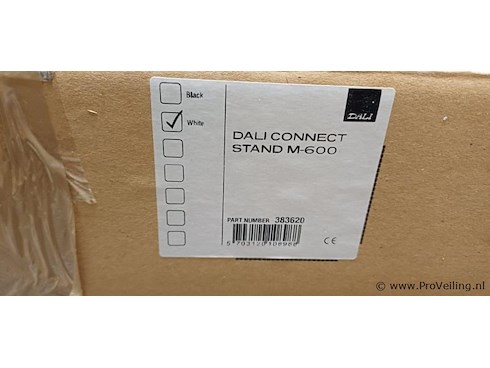 Black
White
DALI
DALI CONNECT
STAND M-600
PART NUMBER 383620
CE
© www.ProVeiling.nl